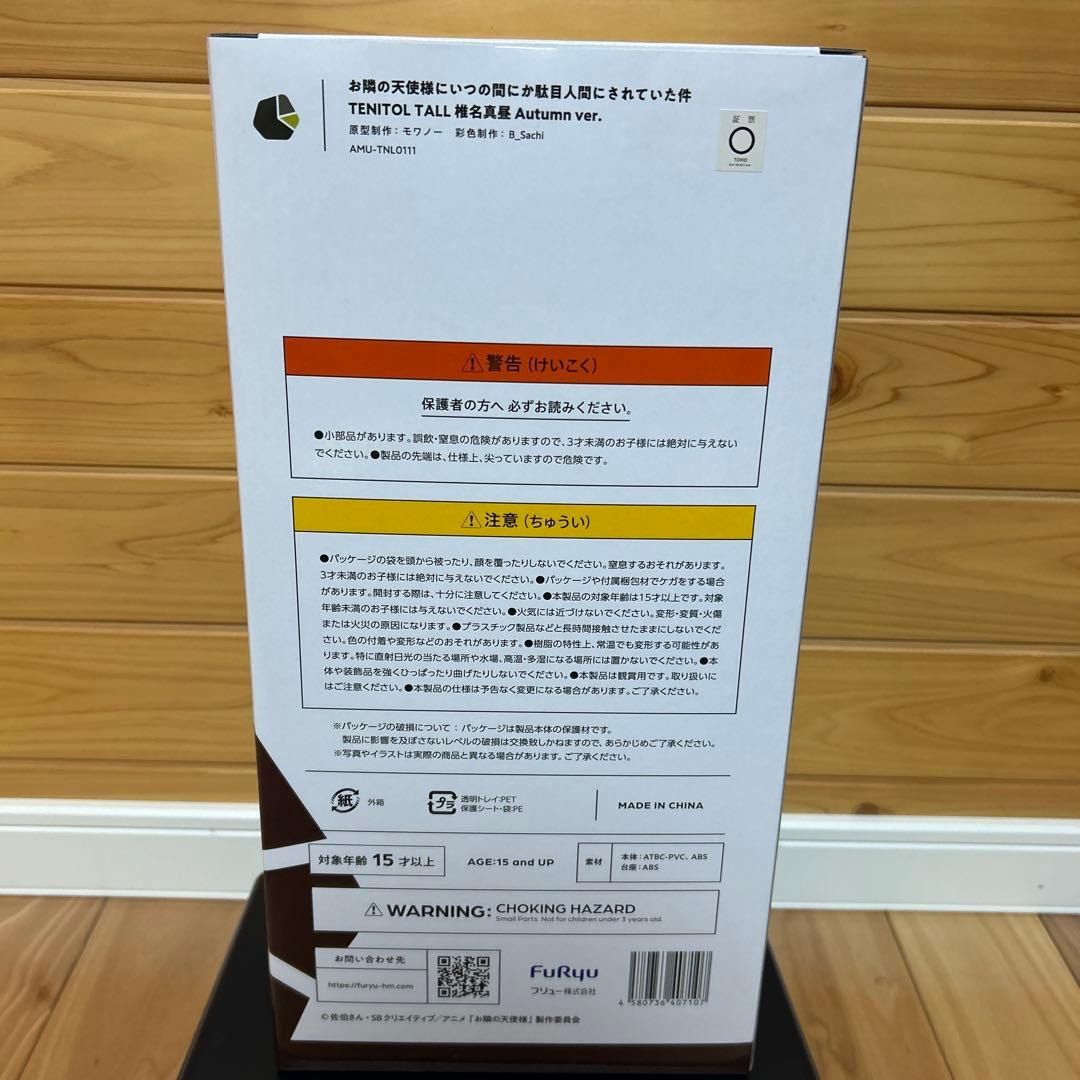 お隣の天使様にいつの間にか駄目人間にされていた件
TENITOL TALL 椎名真昼 Autumn ver.
原型制作：モワノー　彩色制作：B_Sachi
AMU-TNL0111
証 票
TOHO
animation
⚠警告（けいこく）
保護者の方へ 必ずお読みください。
●小部品があります。誤飲・窒息の危険がありますので、3才未満のお子様には絶対に与えない
でください。●製品の先端は、仕様上、尖っていますので危険です。
⚠注意（ちゅうい）
●パッケージの袋を頭から被ったり、顔を覆ったりしないでください。窒息するおそれがあります。
3才未満のお子様には絶対に与えないでください。●パッケージや付属梱包材でケガをする場合
があります。開封する際は、十分に注意してください。●本製品の対象年齢は15才以上です。対象
年齢未満のお子様には与えないでください。●火気には近づけないでください。変形・変質・火傷
または火災の原因になります。●プラスチック製品などと長時間接触させたままにしないでくだ
さい。色の付着や変形などのおそれがあります。●樹脂の特性上、常温でも変形する可能性があ
ります。特に直射日光の当たる場所や水場、高温・多湿になる場所には置かないでください。●本
体や装飾品を強くひっぱったり曲げたりしないでください。●本製品は観賞用です。取り扱いに
はご注意ください。●本製品の仕様は予告なく変更になる場合があります。ご了承ください。
※パッケージの破損について：パッケージは製品本体の保護材です。
製品に影響を及ぼさないレベルの破損は交換致しかねますので、あらかじめご了承ください。
※写真やイラストは実際の商品と異なる場合があります。ご了承ください。
紙 外箱
プラ 透明トレイ:PET
保護シート・袋:PE
MADE IN CHINA
対象年齢 15 才以上
AGE:15 and UP
素材
本体：ATBC-PVC、ABS
台座：ABS
⚠WARNING: CHOKING HAZARD
Small Parts. Not for children under 3 years old.
お問い合わせ先
https://furyu-hm.com
FuRyu
フリュー株式会社
4 580736 407107
©佐伯さん・SBクリエイティブ／アニメ「お隣の天使様」製作委員会